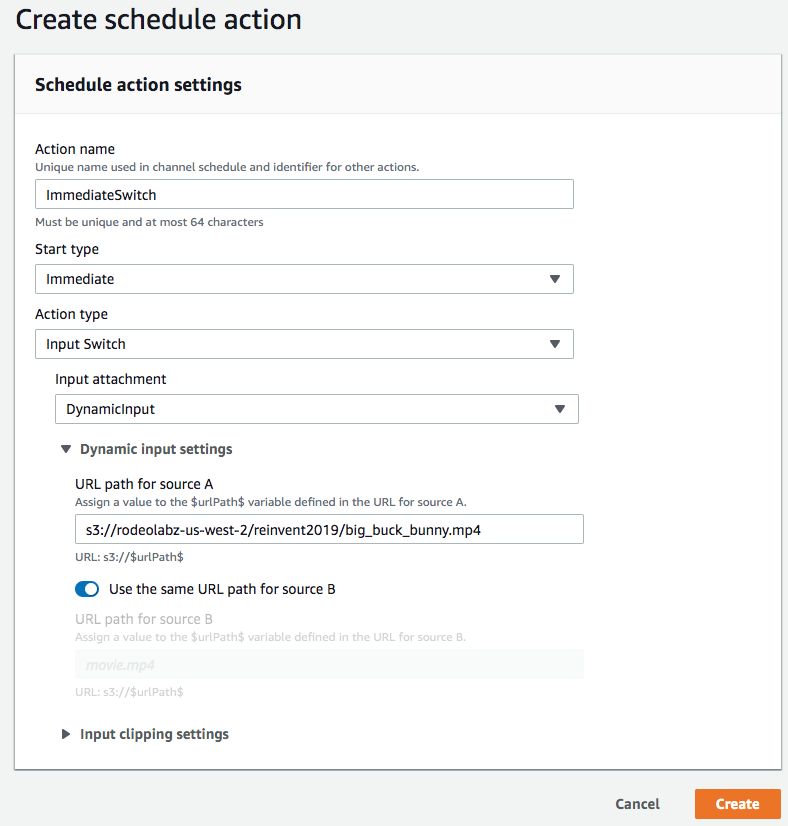 Create schedule action
Schedule action settings
Action name
Unique name used in channel schedule and identifier for other actions.
ImmediateSwitch
Must be unique and at most 64 characters
Start type
Immediate
Action type
Input Switch
Input attachment
DynamicInput
Dynamic input settings
URL path for source A
Assign a value to the $urlPath$ variable defined in the URL for source A.
s3://rodeolabz-us-west-2/reinvent2019/big_buck_bunny.mp4
URL: s3://$urlPath$
Use the same URL path for source B
URL path for source B
Assign a value to the $urlPath$ variable defined in the URL for source B.
movie.mp4
URL: s3://$urlPath$
Input clipping settings
Cancel Create